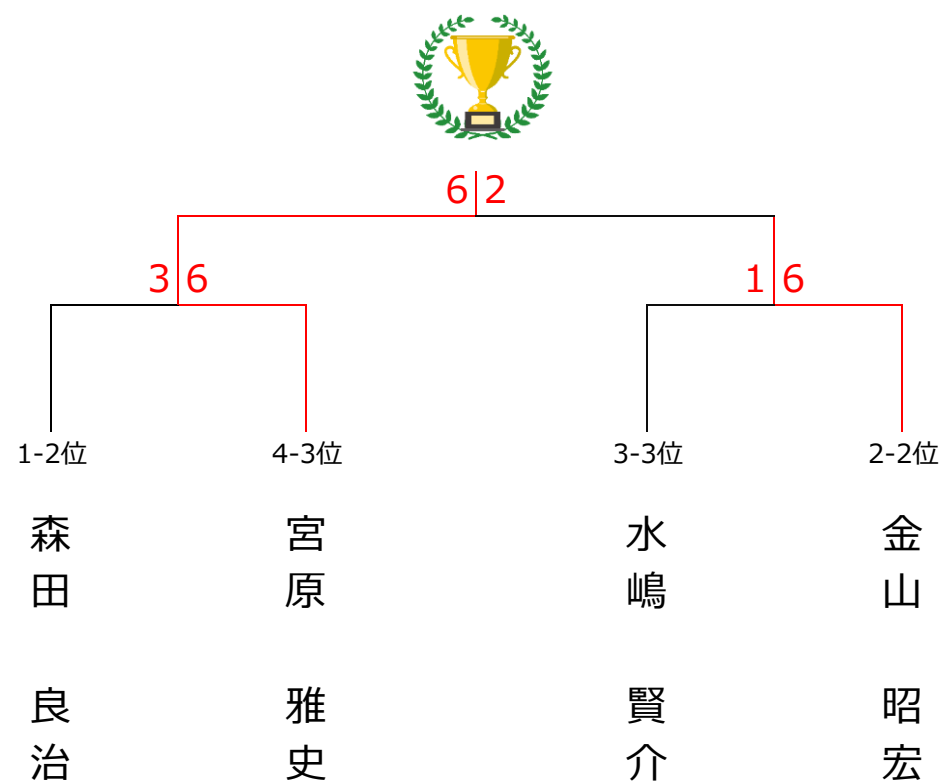 6 2
3 6
1 6
1-2位
4-3位
3-3位
2-2位
森田 良治
宮原 雅史
水嶋 賢介
金山 昭宏